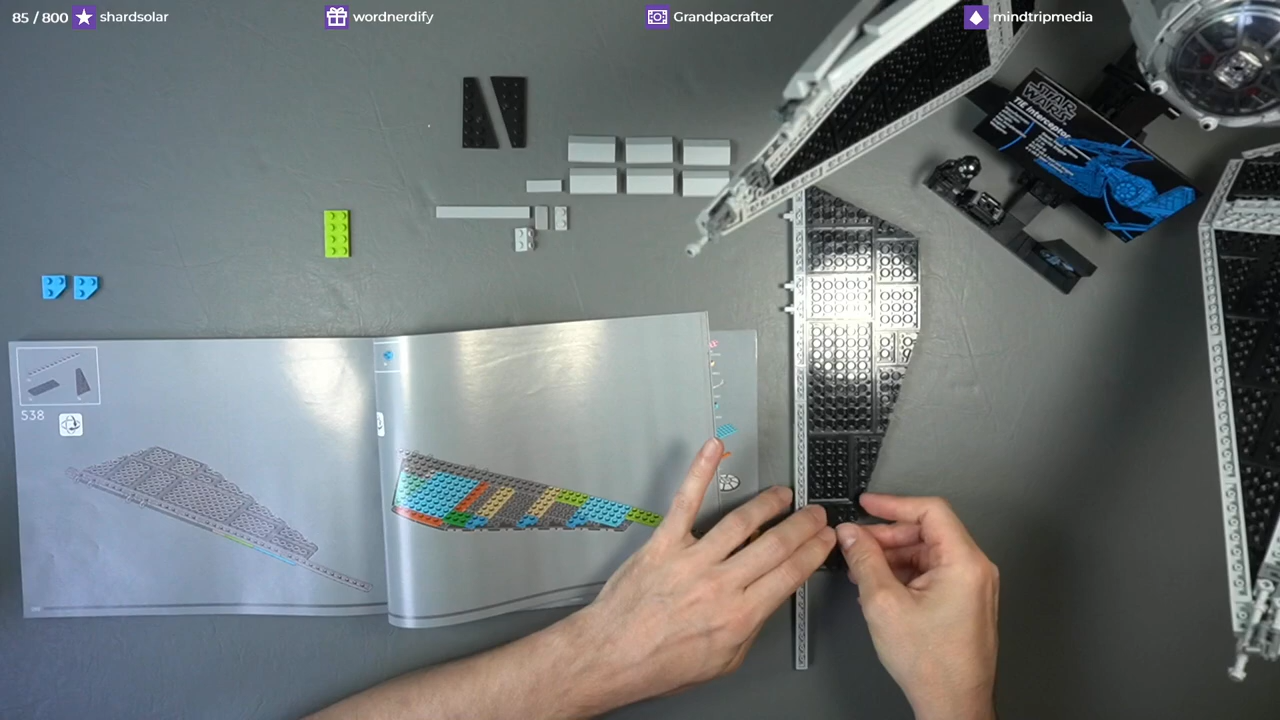 85 / 800
shardsolar
wordnerdify
Grandpacrafter
mindtripmedia
STAR
WARS
TIE Interceptor
538